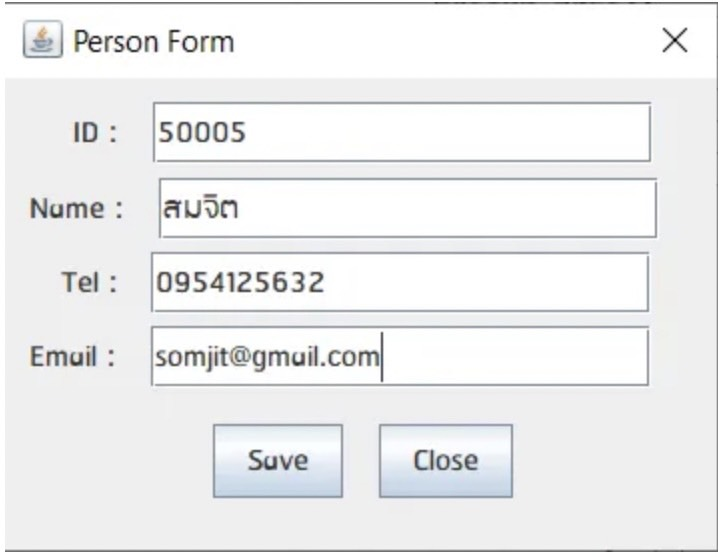 Person Form
ID : 50005
Name : สมจิต
Tel : 0954125632
Email : somjit@gmail.com
Save Close